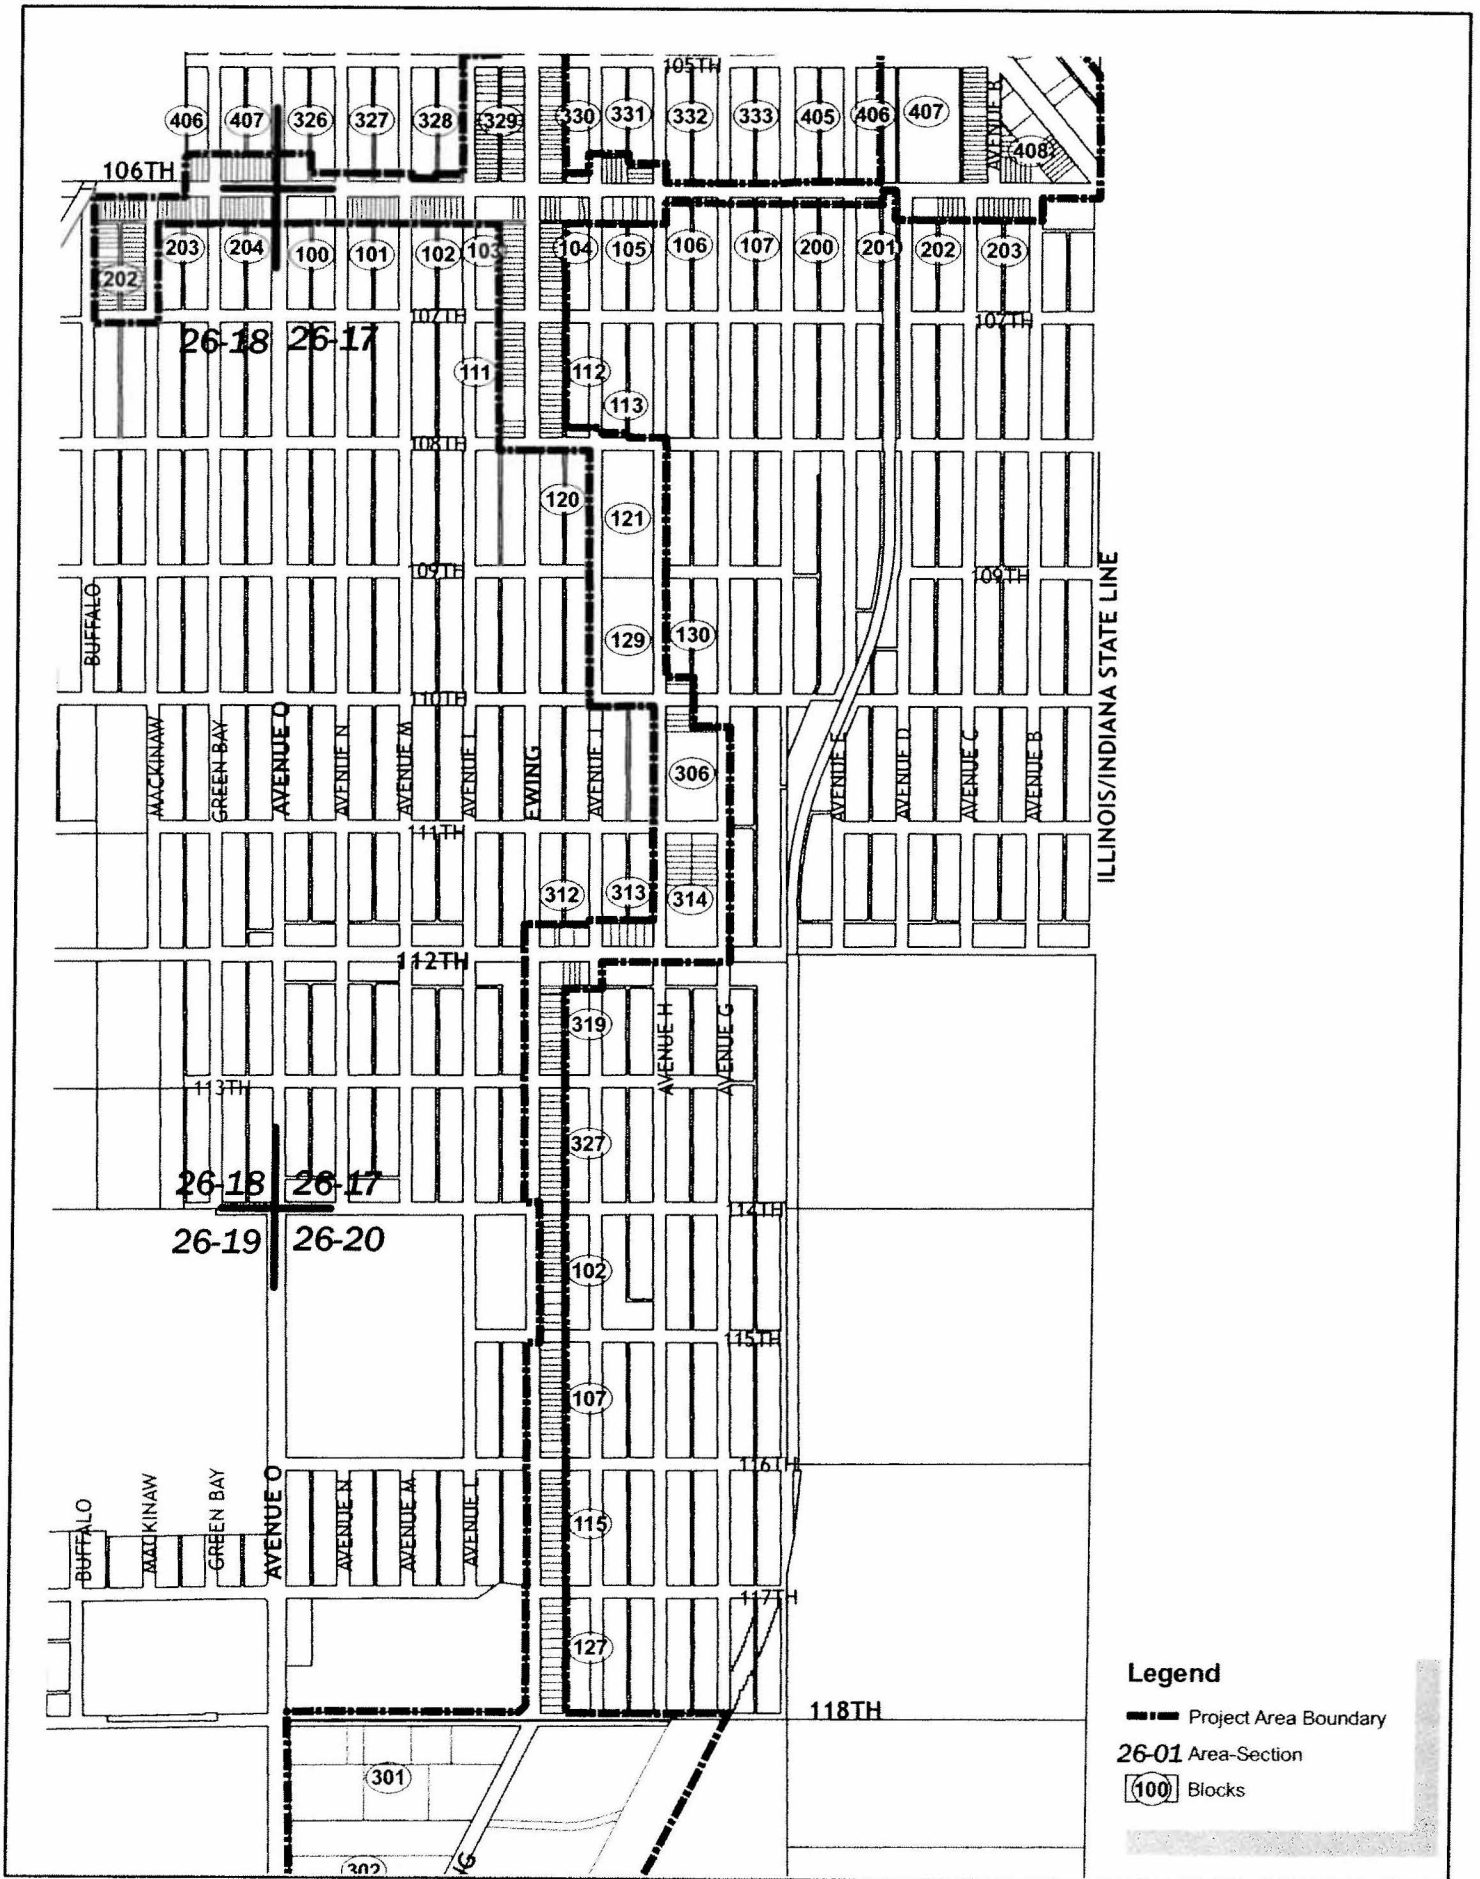 105TH
406 407 326 327 328 329 330 331 332 333 405 406 407
AVENUE B
408
106TH
203 204 100 101 102 103 104 105 106 107 200 201 202 203
202
107TH
107TH
26-18 26-17
111
112
113
108TH
120
121
109TH
109TH
BUFFALO
129
130
ILLINOIS/INDIANA STATE LINE
110TH
MACKINAW
GREEN BAY
AVENUE O
AVENUE N
AVENUE M
AVENUE L
EWING
AVENUE J
306
AVENUE E
AVENUE D
AVENUE C
AVENUE B
111TH
312
313
314
112TH
319
AVENUE H
AVENUE G
113TH
327
26-18 26-17
114TH
26-19 26-20
102
115TH
107
116TH
BUFFALO
MACKINAW
GREEN BAY
AVENUE O
AVENUE N
AVENUE M
AVENUE L
115
117TH
127
118TH
301
302
Legend
Project Area Boundary
26-01 Area-Section
100 Blocks